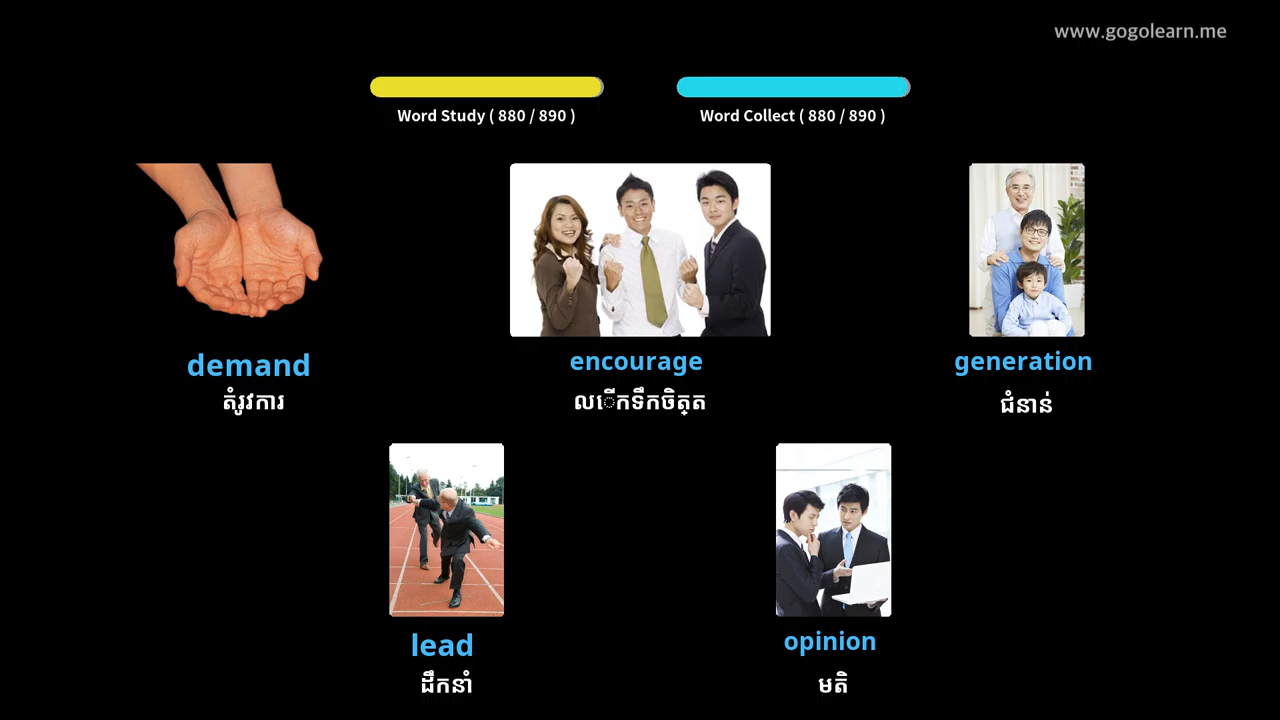 www.gogolearn.me
Word Study ( 880 / 890 )
Word Collect ( 880 / 890 )
demand
តំរូវការ
encourage
លើកទឹកចិត្ត
generation
ជំនាន់
lead
ដឹកនាំ
opinion
មតិ